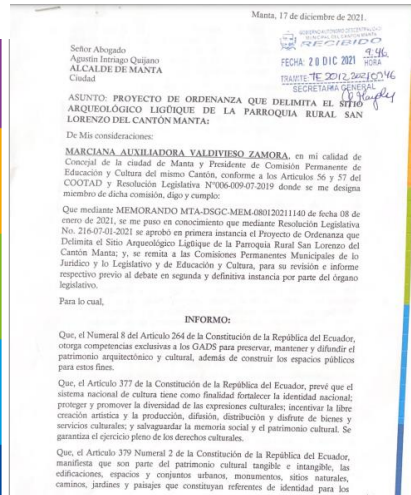 Manta, 17 de diciembre de 2021.
GOBIERNO AUTÓNOMO DESCENTRALIZADO
MUNICIPAL DEL CANTÓN MANTA
RECIBIDO
9:46
FECHA: 20 DIC 2021 HORA
SECRETARÍA GENERAL
Señor Abogado
Agustín Intriago Quijano
ALCALDE DE MANTA
Ciudad
ASUNTO: PROYECTO DE ORDENANZA QUE DELIMITA EL SITIO
ARQUEOLÓGICO LIGÜIQUE DE LA PARROQUIA RURAL SAN
LORENZO DEL CANTÓN MANTA:
De Mis consideraciones:
MARCIANA AUXILIADORA VALDIVIESO ZAMORA, en mi calidad de
Concejal de la ciudad de Manta y Presidente de Comisión Permanente de
Educación y Cultura del mismo Cantón, conforme a los Artículos 56 y 57 del
COOTAD y Resolución Legislativa N°006-009-07-2019 donde se me designa
miembro de dicha comisión, digo y cumplo:
Que mediante MEMORANDO MTA-DSGC-MEM-080120211140 de fecha 08 de
enero de 2021, se me puso en conocimiento que mediante Resolución Legislativa
No. 216-07-01-2021 se aprobó en primera instancia el Proyecto de Ordenanza que
Delimita el Sitio Arqueológico Ligüique de la Parroquia Rural San Lorenzo del
Cantón Manta; y, se remita a las Comisiones Permanentes Municipales de lo
Jurídico y lo Legislativo y de Educación y Cultura, para su revisión e informe
respectivo previo al debate en segunda y definitiva instancia por parte del órgano
legislativo.
Para lo cual,
INFORMO:
Que, el Numeral 8 del Artículo 264 de la Constitución de la República del Ecuador,
otorga competencias exclusivas a los GADS para preservar, mantener y difundir el
patrimonio arquitectónico y cultural, además de construir los espacios públicos
para estos fines.
Que, el Artículo 377 de la Constitución de la República del Ecuador, prevé que el
sistema nacional de cultura tiene como finalidad fortalecer la identidad nacional;
proteger y promover la diversidad de las expresiones culturales; incentivar la libre
creación artística y la producción, difusión, distribución y disfrute de bienes y
servicios culturales; y salvaguardar la memoria social y el patrimonio cultural. Se
garantiza el ejercicio pleno de los derechos culturales.
Que, el Artículo 379 Numeral 2 de la Constitución de la República del Ecuador,
manifiesta que son parte del patrimonio cultural tangible e intangible, las
edificaciones, espacios y conjuntos urbanos, monumentos, sitios naturales,
caminos, jardines y paisajes que constituyan referentes de identidad para los